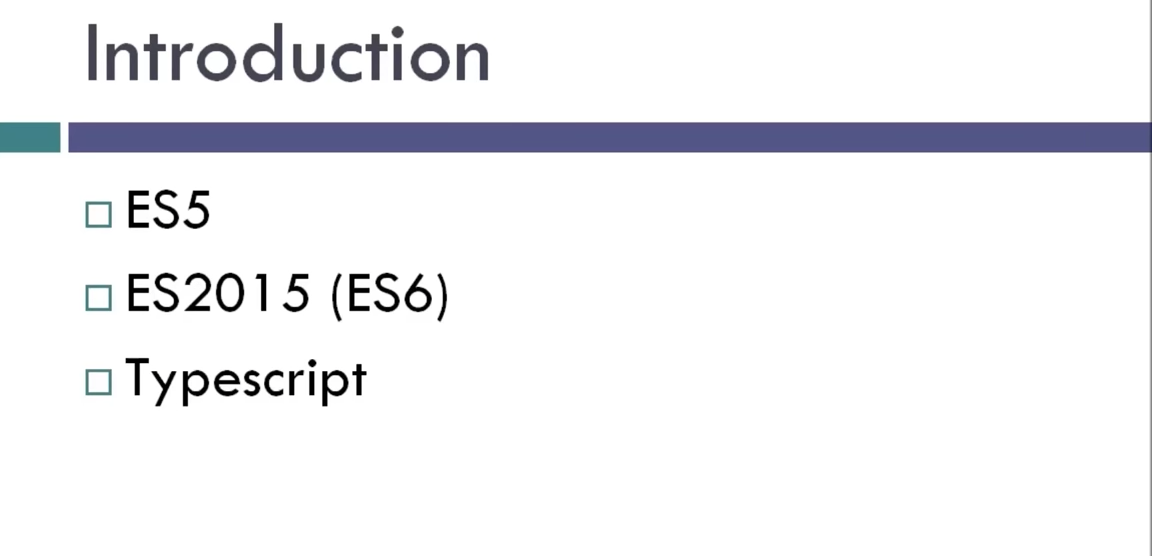 Introduction
ES5
ES2015 (ES6)
Typescript